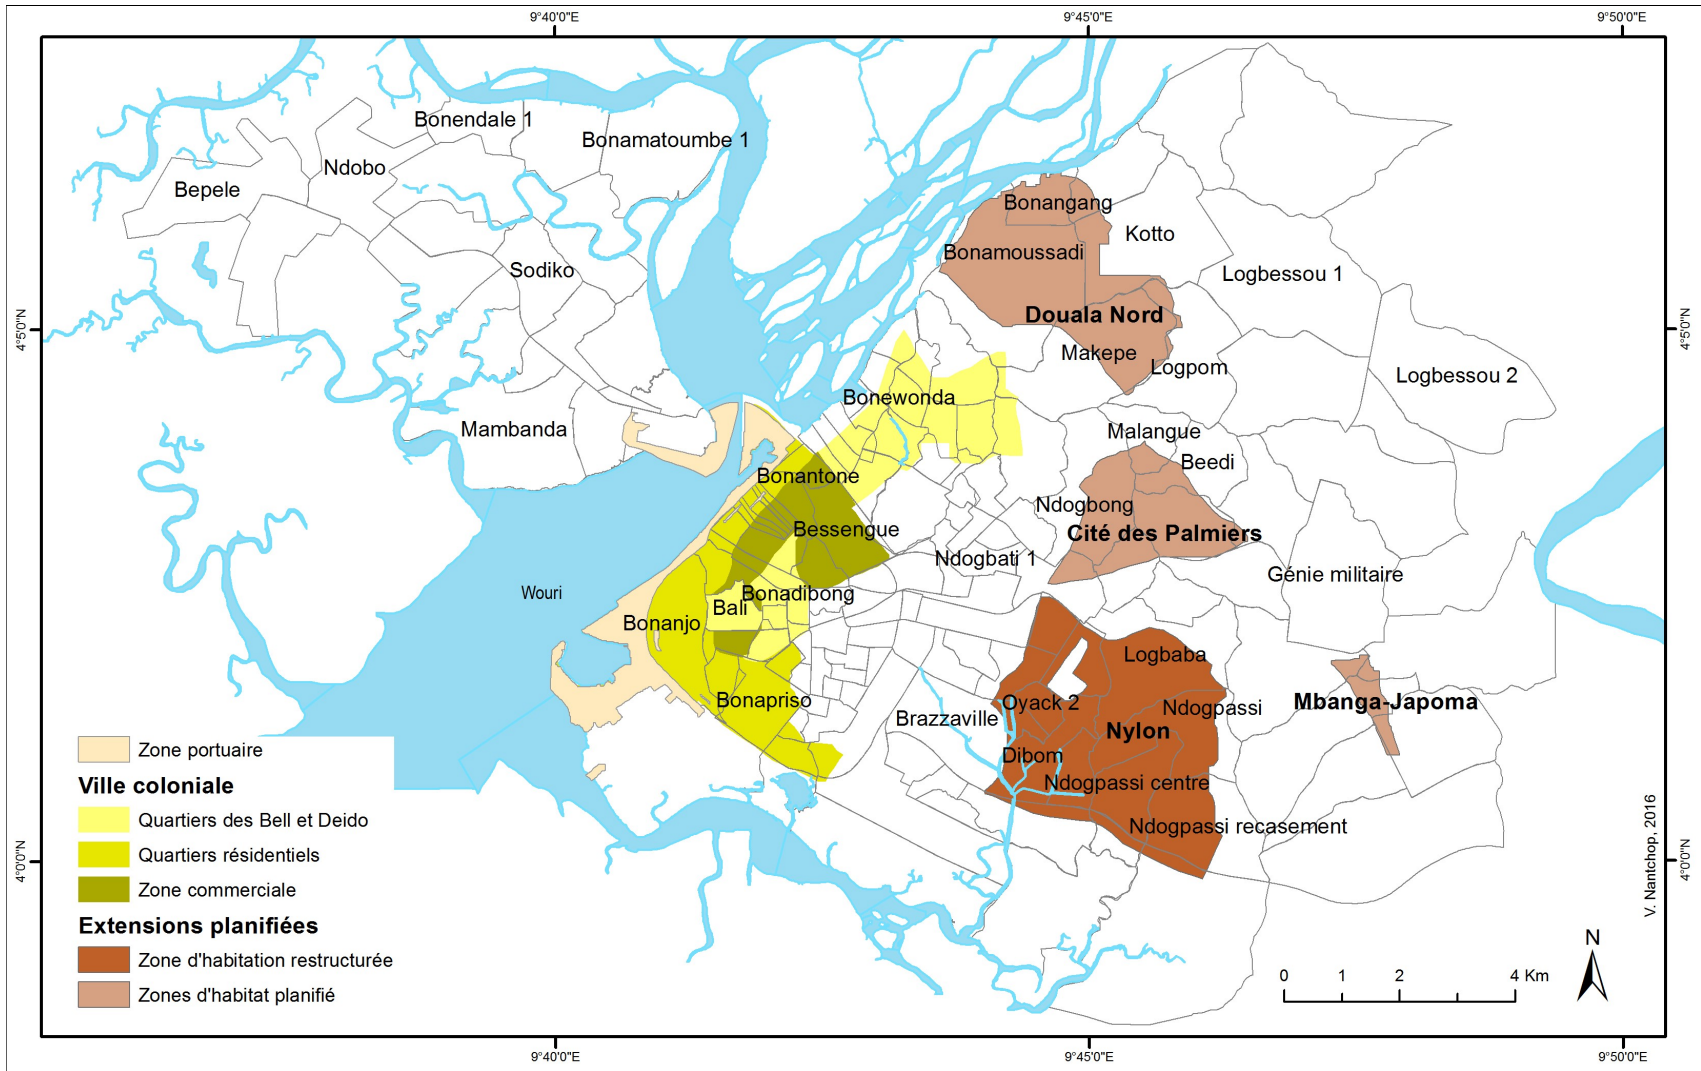 9°40'0"E
9°45'0"E
9°50'0"E
4°5'0"N
4°5'0"N
4°0'0"N
4°0'0"N
Bonendale 1
Bonamatoumbe 1
Ndobo
Bepele
Bonangang
Kotto
Bonamoussadi
Sodiko
Logbessou 1
Douala Nord
Makepe
Logpom
Logbessou 2
Bonewonda
Mambanda
Malangue
Beedi
Bonantone
Ndogbong
Bessengue
Cité des Palmiers
Ndogbati 1
Génie militaire
Wouri
Bonadibong
Bali
Bonanjo
Logbaba
Bonapriso
Oyack 2
Mbanga-Japoma
Ndogpassi
Brazzaville
Nylon
Dibom
Ndogpassi centre
Ndogpassi recasement
Zone portuaire
Ville coloniale
Quartiers des Bell et Deido
Quartiers résidentiels
Zone commerciale
Extensions planifiées
Zone d'habitation restructurée
Zones d'habitat planifié
V. Nantchop, 2016
N
0 1 2 4 Km
9°40'0"E
9°45'0"E
9°50'0"E